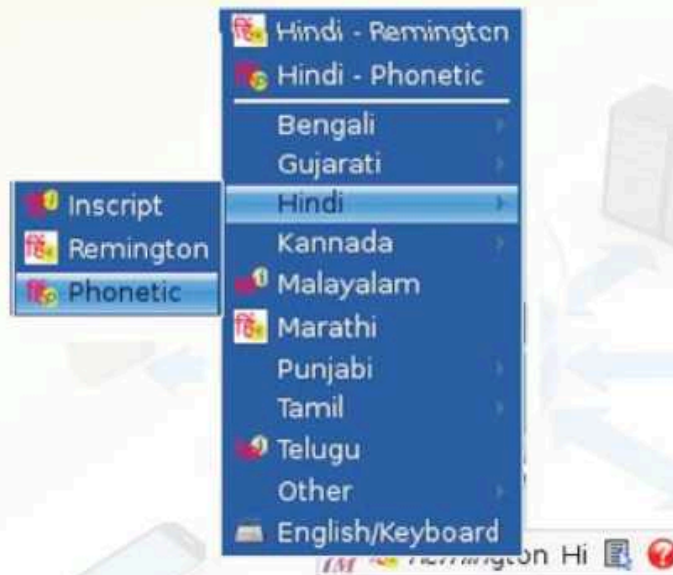 Hindi - Remington
Hindi - Phonetic
Bengali
Gujarati
Hindi
Inscript
Remington
Phonetic
Kannada
Malayalam
Marathi
Punjabi
Tamil
Telugu
Other
English/Keyboard
Remington Hi